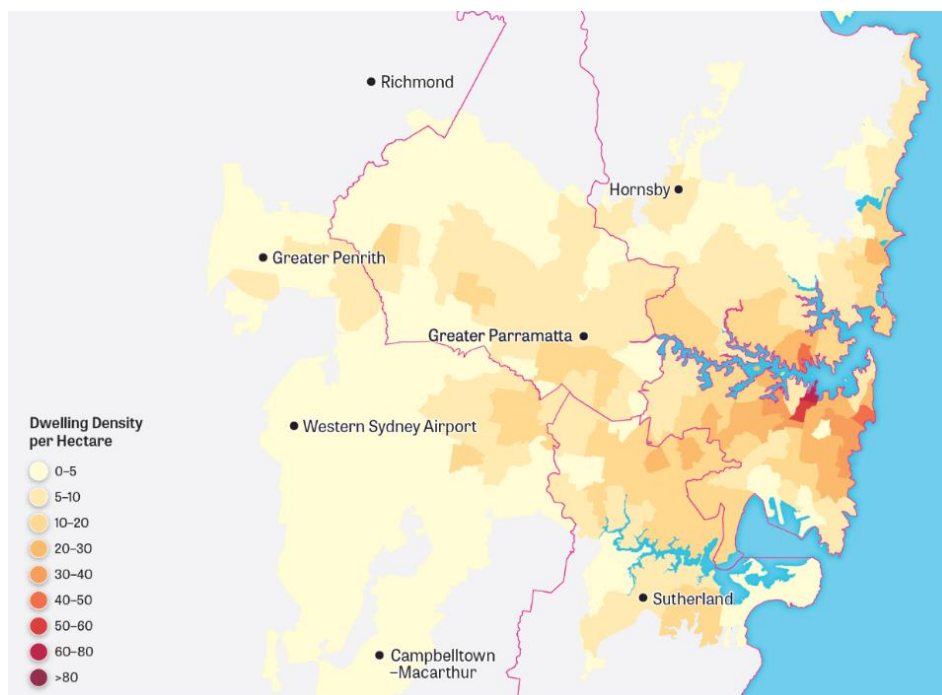 Richmond
Hornsby
Greater Penrith
Greater Parramatta
Western Sydney Airport
Sutherland
Campbelltown
–Macarthur
Dwelling Density
per Hectare
0–5
5–10
10–20
20–30
30–40
40–50
50–60
60–80
>80